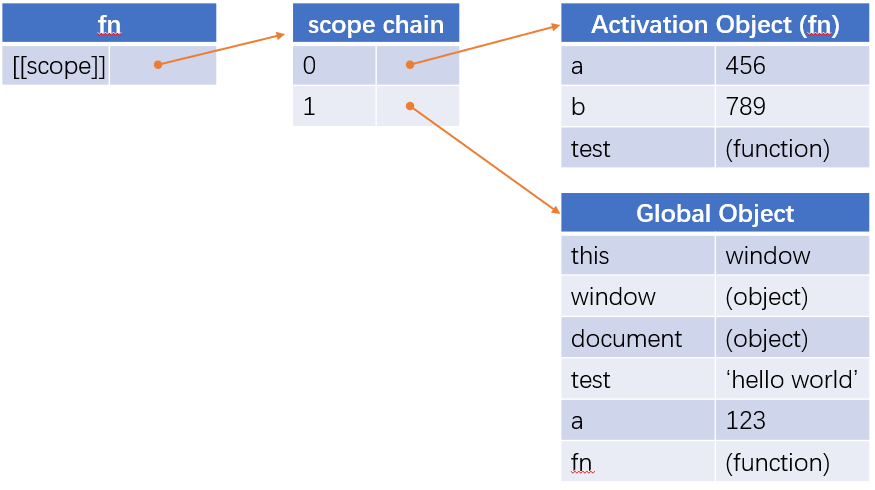 fn
[[scope]]
scope chain
0
1
Activation Object (fn)
a 456
b 789
test (function)
Global Object
this window
window (object)
document (object)
test ‘hello world’
a 123
fn (function)